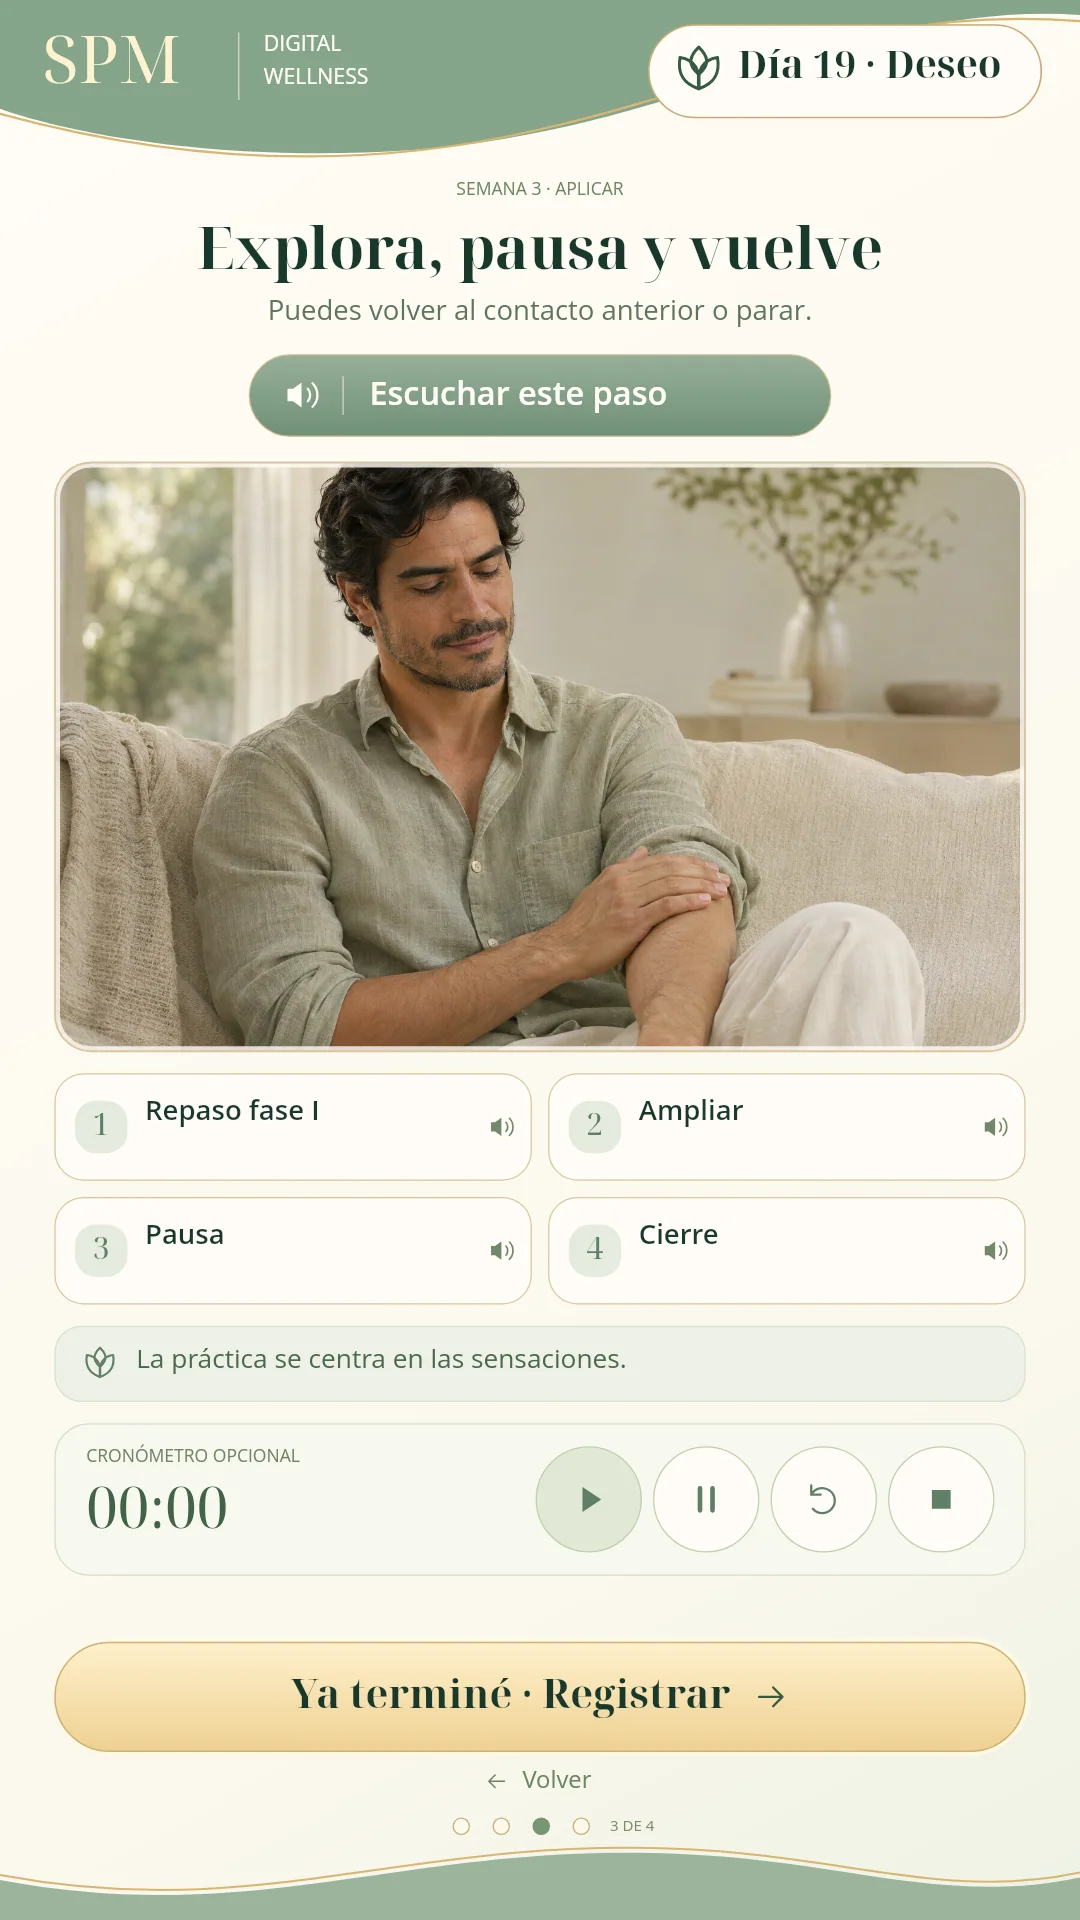 SPM
DIGITAL
WELLNESS
Día 19 · Deseo
SEMANA 3 · APLICAR
Explora, pausa y vuelve
Puedes volver al contacto anterior o parar.
Escuchar este paso
1 Repaso fase I
2 Ampliar
3 Pausa
4 Cierre
La práctica se centra en las sensaciones.
CRONÓMETRO OPCIONAL
00:00
Ya terminé · Registrar →
← Volver
3 DE 4